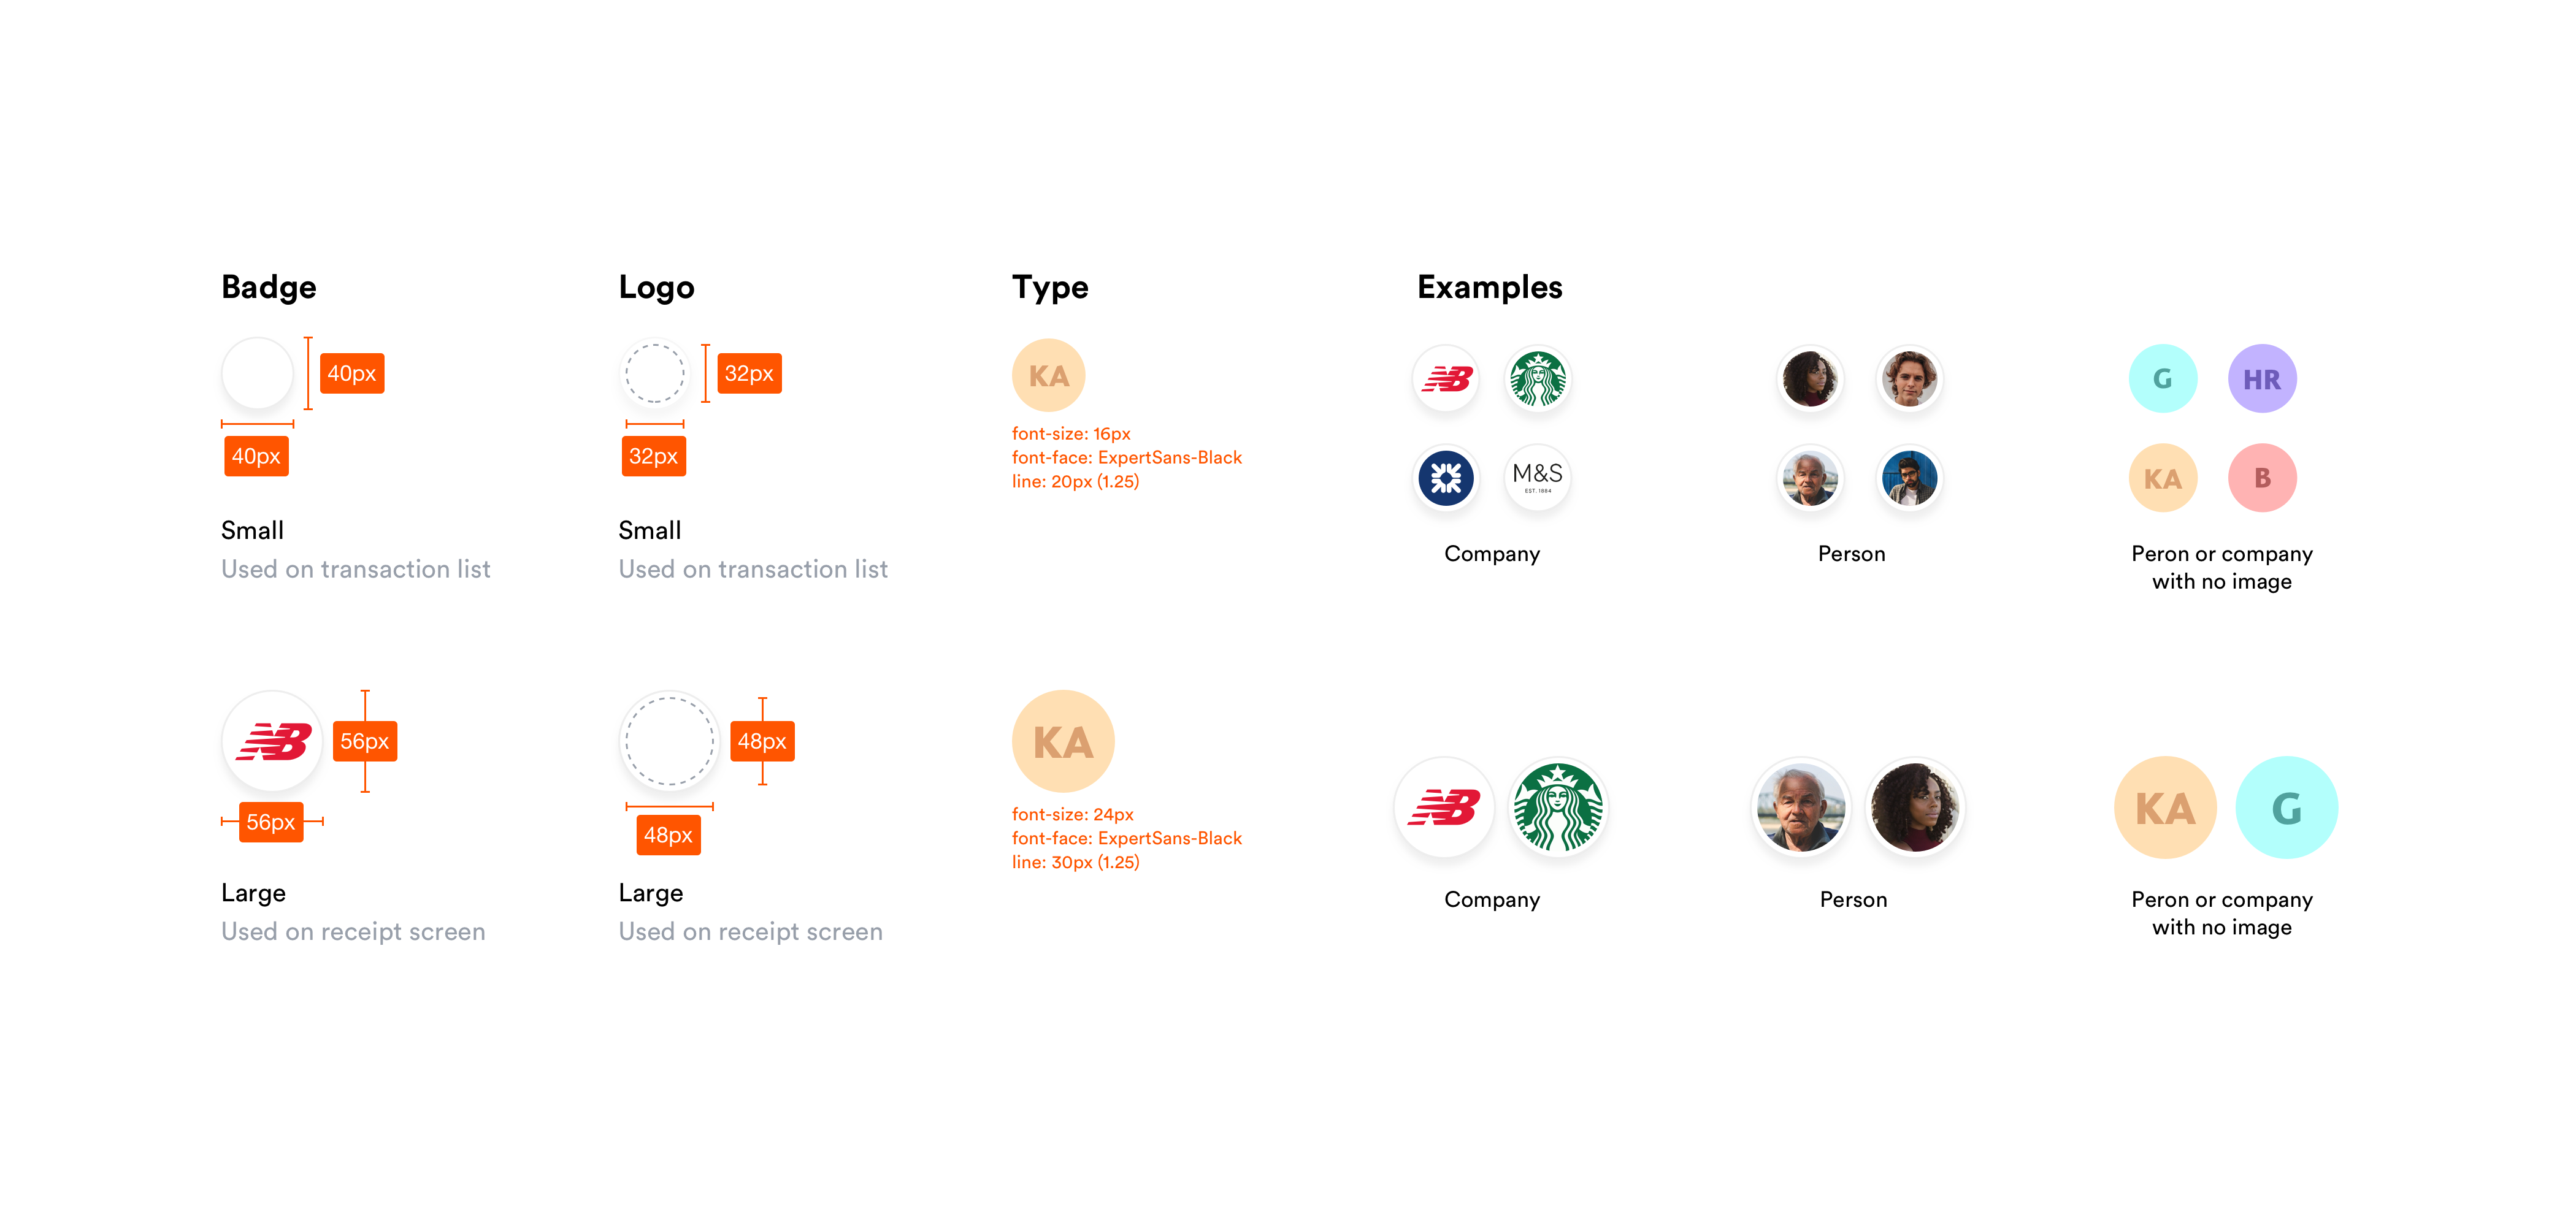 Badge
Logo
Type
Examples
40px
40px
32px
32px
KA
font-size: 16px
font-face: ExpertSans-Black
line: 20px (1.25)
NB
M&S
EST. 1884
G
HR
KA
B
Small
Used on transaction list
Small
Used on transaction list
Company
Person
Peron or company
with no image
NB
56px
56px
48px
48px
KA
font-size: 24px
font-face: ExpertSans-Black
line: 30px (1.25)
NB
KA
G
Large
Used on receipt screen
Large
Used on receipt screen
Company
Person
Peron or company
with no image